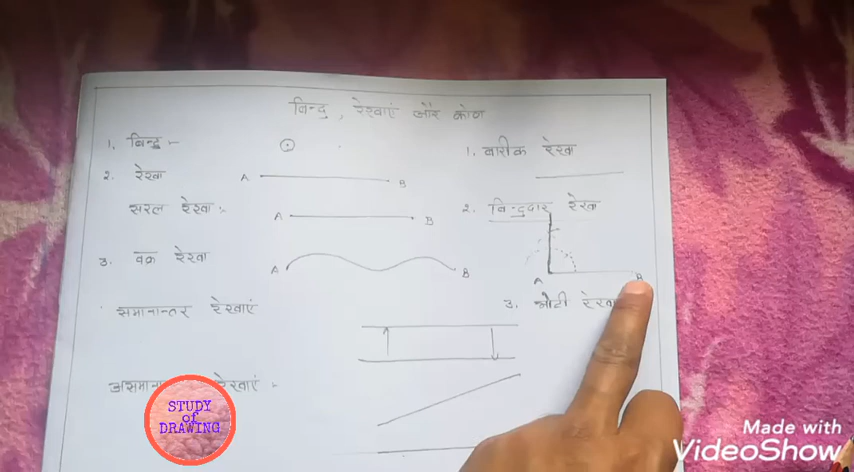 बिन्दु, रेखाएं और कोण
1. बिन्दु :-
2. रेखा
A B
सरल रेखा :-
A B
3. वक्र रेखा
A B
समानान्तर रेखाएं
रेखाएं :-
1. बारीक रेखा
2. बिन्दुदार रेखा
A B
3. मोटी
STUDY
of
DRAWING
Made with
VideoShow